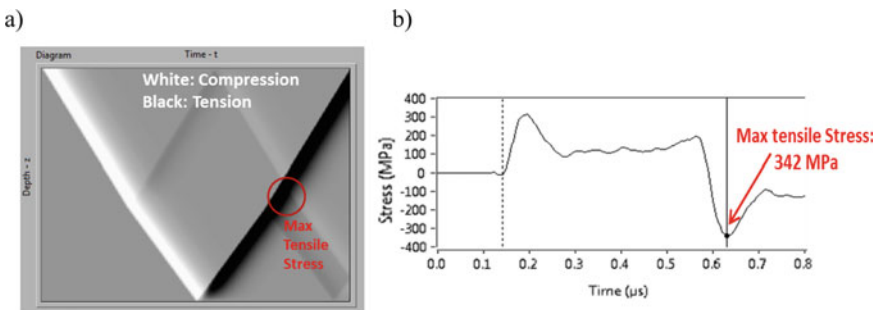 a)
Diagram
Time - t
White: Compression
Black: Tension
Depth - z
Max
Tensile
Stress
b)
400
300
200
100
0
-100
-200
-300
-400
Stress (MPa)
Max tensile Stress:
342 MPa
0.0 0.1 0.2 0.3 0.4 0.5 0.6 0.7 0.8
Time (µs)